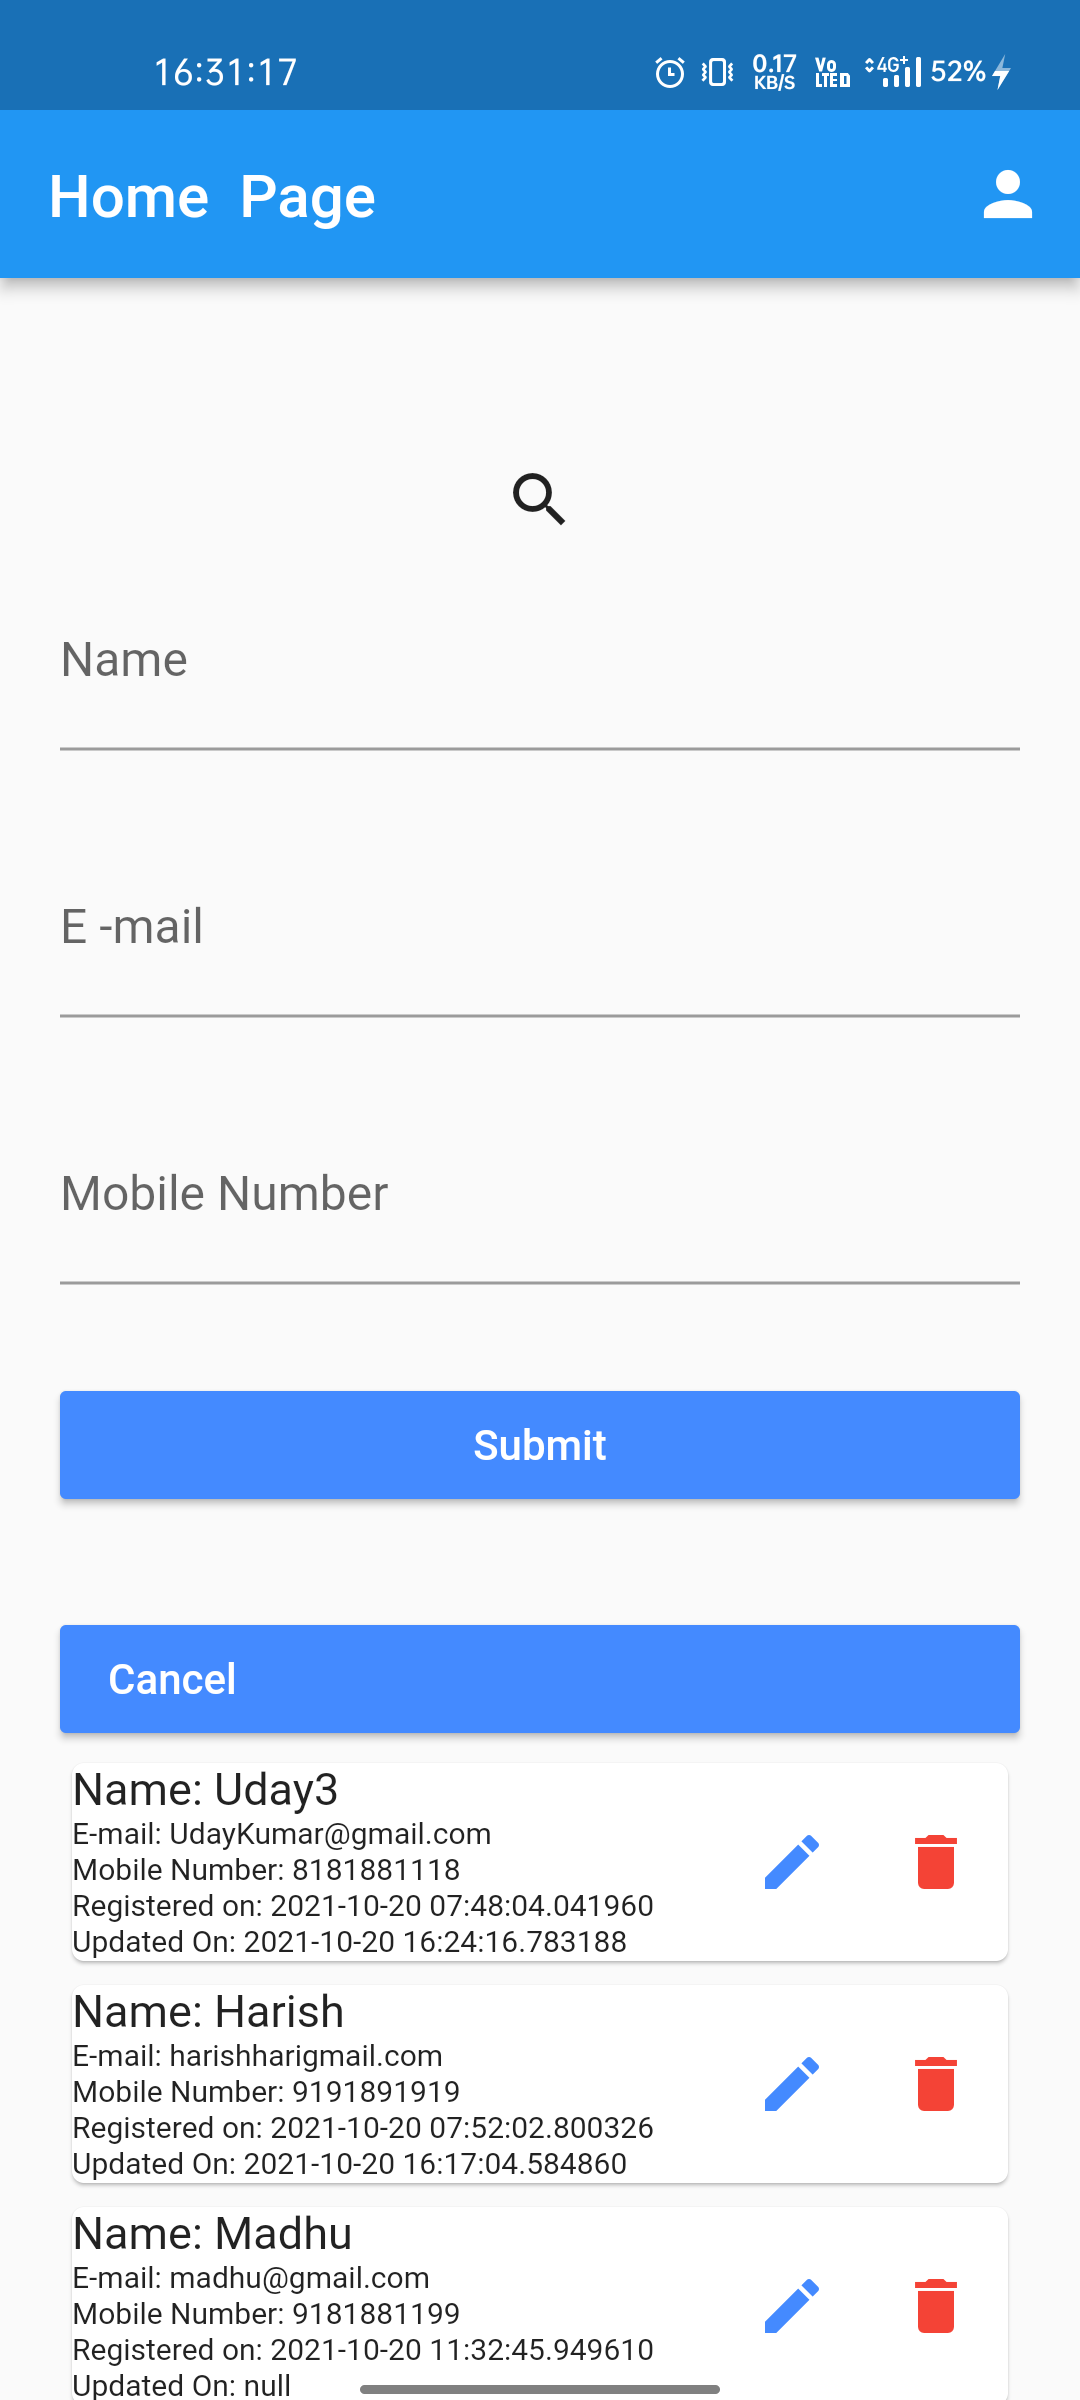 16:31:17 0.17 KB/S Vo LTE 4G+ 52%
Home  Page
Name
E -mail
Mobile Number
Submit
Cancel
Name: Uday3
E-mail: UdayKumar@gmail.com
Mobile Number: 8181881118
Registered on: 2021-10-20 07:48:04.041960
Updated On: 2021-10-20 16:24:16.783188
Name: Harish
E-mail: harishharigmail.com
Mobile Number: 9191891919
Registered on: 2021-10-20 07:52:02.800326
Updated On: 2021-10-20 16:17:04.584860
Name: Madhu
E-mail: madhu@gmail.com
Mobile Number: 9181881199
Registered on: 2021-10-20 11:32:45.949610
Updated On: null